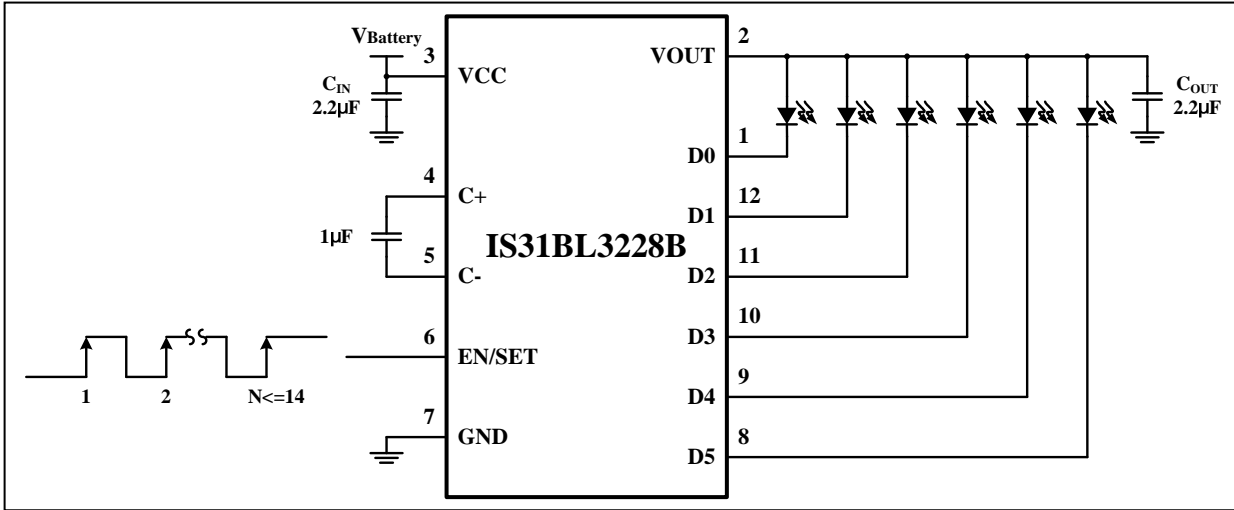 VBattery
3
VCC
CIN
2.2μF
4
C+
1μF
5
C-
IS31BL3228B
6
EN/SET
1
2
N<=14
7
GND
2
VOUT
COUT
2.2μF
1
D0
12
D1
11
D2
10
D3
9
D4
8
D5